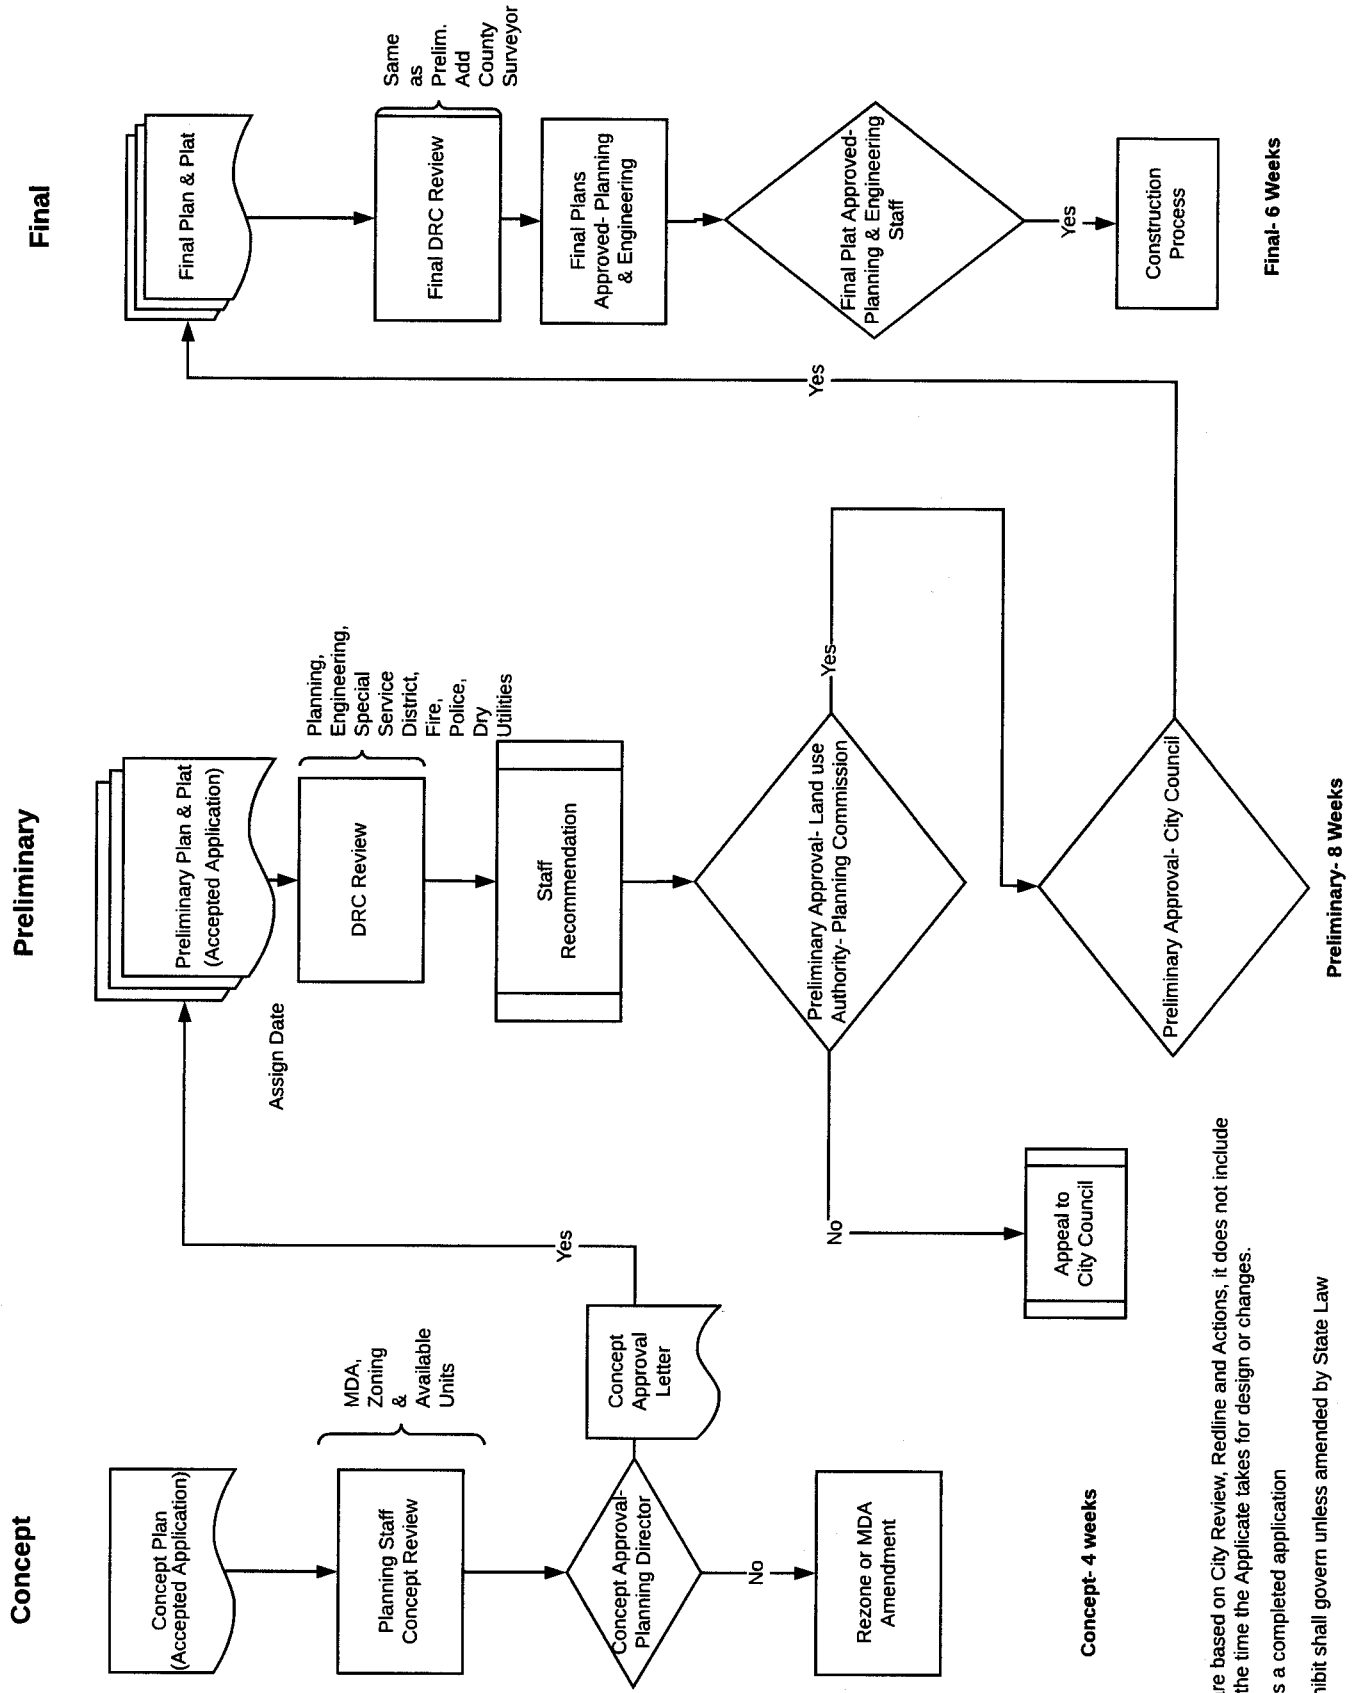 Concept
Concept Plan
(Accepted Application)
Planning Staff
Concept Review
MDA,
Zoning
&
Available
Units
Concept Approval-
Planning Director
Concept
Approval
Letter
Yes
No
Rezone or MDA
Amendment
Concept- 4 weeks
Preliminary
Preliminary Plan & Plat
(Accepted Application)
Assign Date
DRC Review
Planning,
Engineering,
Special
Service
District,
Fire,
Police,
Dry
Utilities
Staff
Recommendation
Preliminary Approval- Land use
Authority- Planning Commission
Yes
No
Appeal to
City Council
Preliminary Approval- City Council
Yes
Preliminary- 8 Weeks
Final
Final Plan & Plat
Final DRC Review
Same
as
Prelim.
Add
County
Surveyor
Final Plans
Approved- Planning
& Engineering
Final Plat Approved-
Planning & Engineering
Staff
Yes
Construction
Process
Final- 6 Weeks
based on City Review, Redline and Actions, it does not include
the time the Applicate takes for design or changes.
a completed application
shall govern unless amended by State Law